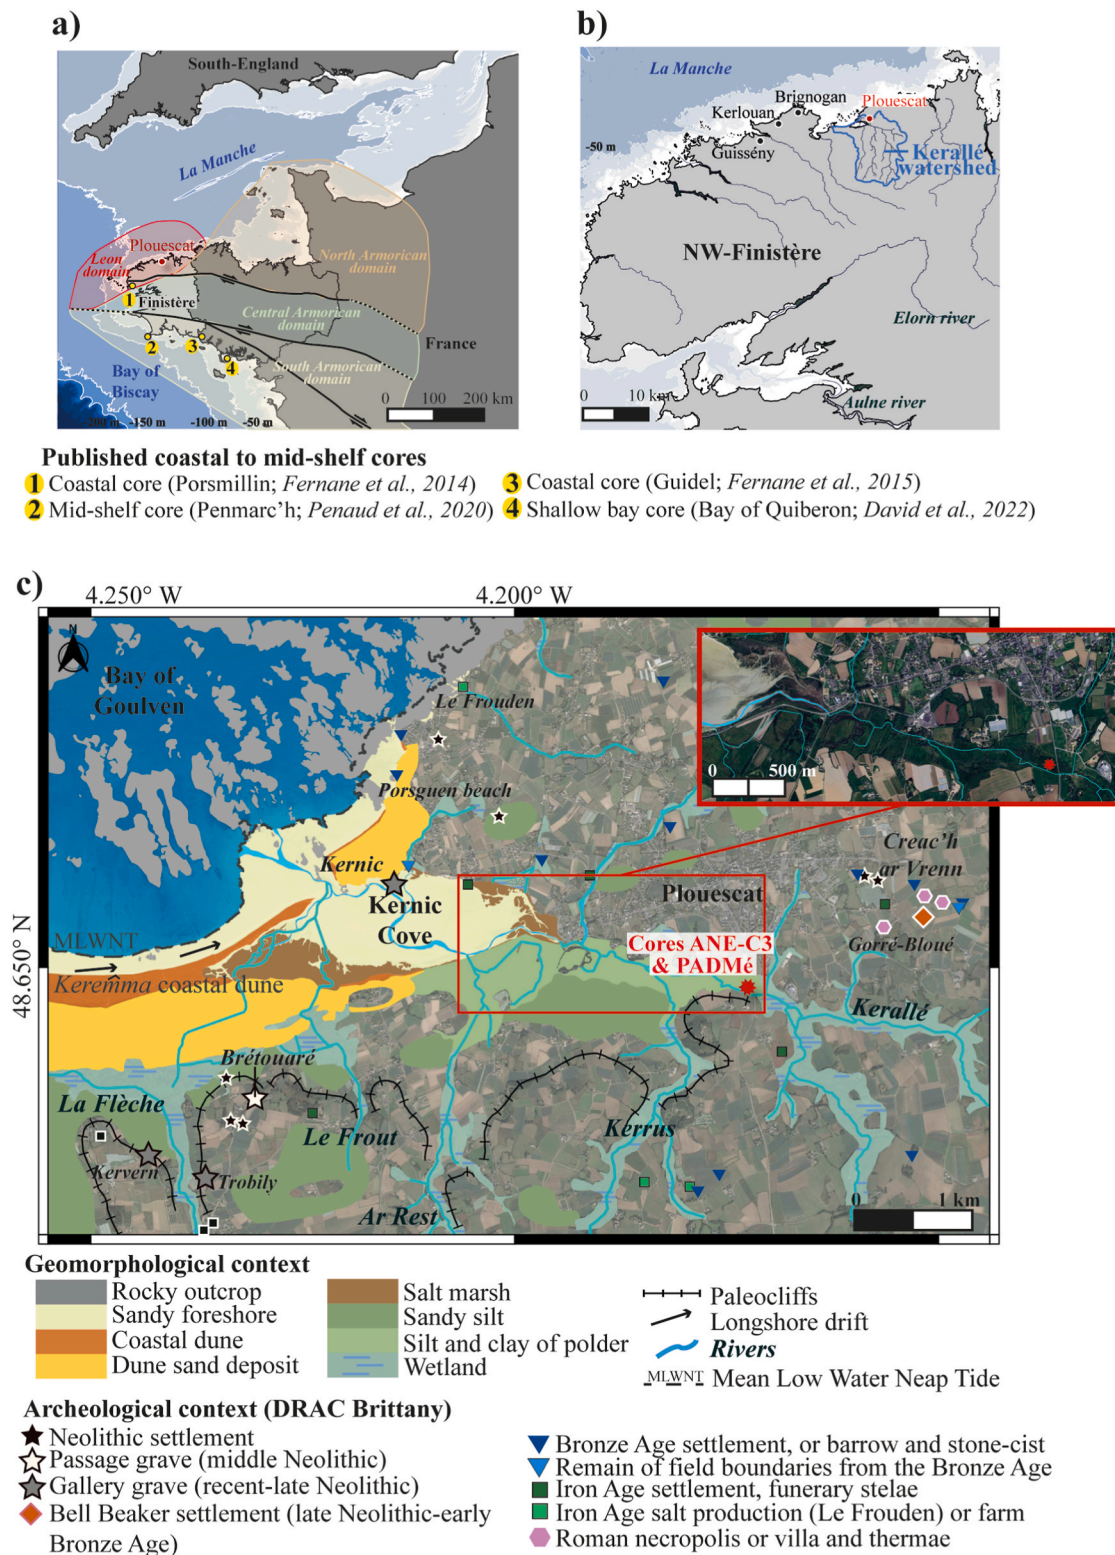 a)
South-England
La Manche
Plouescat
Leon
domain
North Armorican
domain
1
Finistère
Central Armorican
domain
France
2
3
4
South Armorican
domain
Bay of
Biscay
0 100 200 km
-200 m -150 m -100 m -50 m
b)
La Manche
Brignogan
Plouescat
Kerlouan
Guissény
-50 m
Kerallé
watershed
NW-Finistère
Elorn river
Aulne river
0 10 km
Published coastal to mid-shelf cores
1 Coastal core (Porsmillin; Fernane et al., 2014)
2 Mid-shelf core (Penmarc’h; Penaud et al., 2020)
3 Coastal core (Guidel; Fernane et al., 2015)
4 Shallow bay core (Bay of Quiberon; David et al., 2022)
c)
4.250° W 4.200° W
48.650° N
N
Bay of
Goulven
Le Frouden
0 500 m
Porsguen beach
Creac'h
ar Vrenn
Kernic
Plouescat
Kernic
Cove
MLWNT
Gorré-Bloué
Cores ANE-C3
& PADMé
Keremma coastal dune
Kerallé
Brétouaré
La Flèche
Le Frout
Kerrus
Kervern
Trobily
Ar Rest
0 1 km
Geomorphological context
Rocky outcrop
Sandy foreshore
Coastal dune
Dune sand deposit
Salt marsh
Sandy silt
Silt and clay of polder
Wetland
Paleocliffs
Longshore drift
Rivers
MLWNT Mean Low Water Neap Tide
Archeological context (DRAC Brittany)
Neolithic settlement
Passage grave (middle Neolithic)
Gallery grave (recent-late Neolithic)
Bell Beaker settlement (late Neolithic-early
Bronze Age)
Bronze Age settlement, or barrow and stone-cist
Remain of field boundaries from the Bronze Age
Iron Age settlement, funerary stelae
Iron Age salt production (Le Frouden) or farm
Roman necropolis or villa and thermae